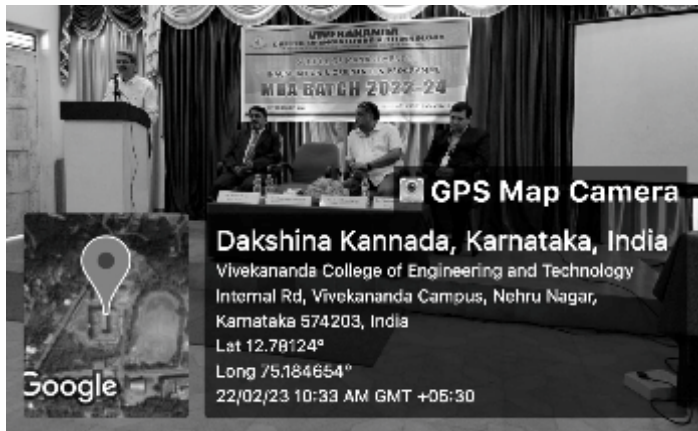 VIVEKANANDA
MBA BATCH 2022-24
GPS Map Camera
Dakshina Kannada, Karnataka, India
Vivekananda College of Engineering and Technology
Internal Rd, Vivekananda Campus, Nehru Nagar,
Karnataka 574203, India
Lat 12.78124°
Long 75.184654°
22/02/23 10:33 AM GMT +05:30
Google